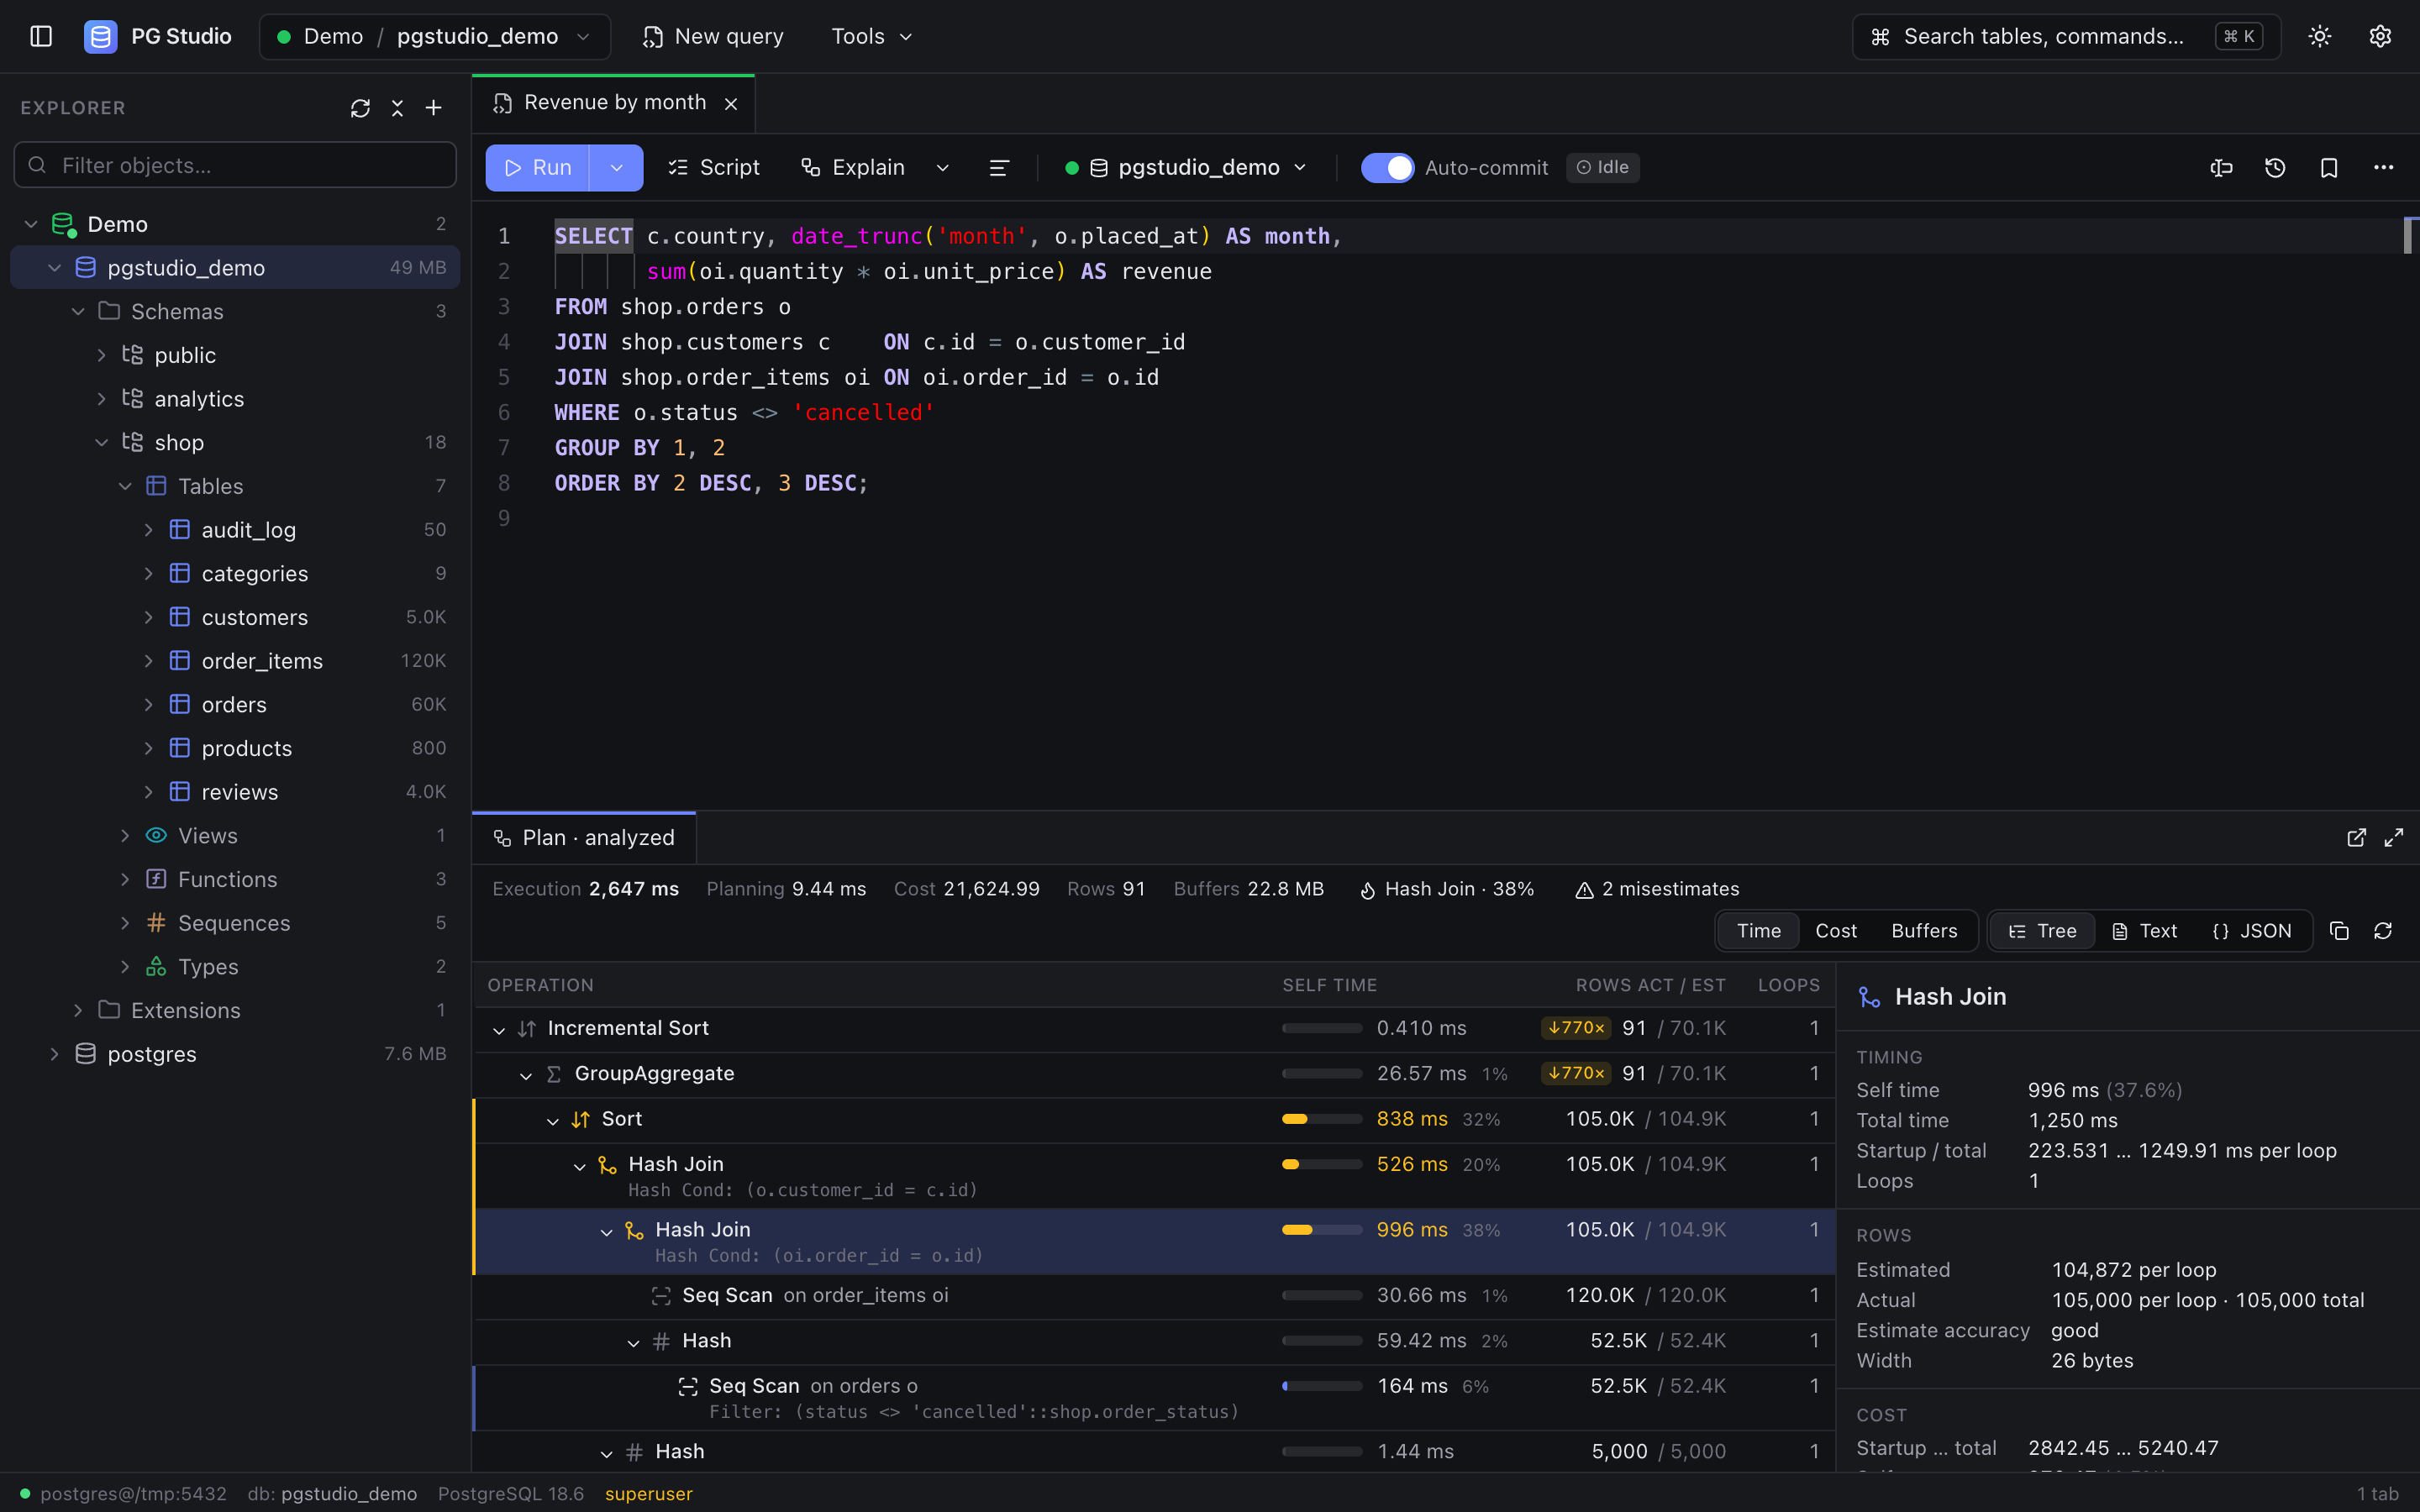 PG Studio Demo / pgstudio_demo New query Tools Search tables, commands... ⌘ K
EXPLORER
Filter objects...
Demo 2
pgstudio_demo 49 MB
Schemas 3
public
analytics
shop 18
Tables 7
audit_log 50
categories 9
customers 5.0K
order_items 120K
orders 60K
products 800
reviews 4.0K
Views 1
Functions 3
Sequences 5
Types 2
Extensions 1
postgres 7.6 MB
Revenue by month
Run Script Explain pgstudio_demo Auto-commit Idle
1 SELECT c.country, date_trunc('month', o.placed_at) AS month,
2 sum(oi.quantity * oi.unit_price) AS revenue
3 FROM shop.orders o
4 JOIN shop.customers c    ON c.id = o.customer_id
5 JOIN shop.order_items oi ON oi.order_id = o.id
6 WHERE o.status <> 'cancelled'
7 GROUP BY 1, 2
8 ORDER BY 2 DESC, 3 DESC;
9
Plan · analyzed
Execution 2,647 ms Planning 9.44 ms Cost 21,624.99 Rows 91 Buffers 22.8 MB Hash Join · 38% 2 misestimates
Time Cost Buffers Tree Text {} JSON
OPERATION SELF TIME ROWS ACT / EST LOOPS
Incremental Sort 0.410 ms ↓770× 91 / 70.1K 1
GroupAggregate 26.57 ms 1% ↓770× 91 / 70.1K 1
Sort 838 ms 32% 105.0K / 104.9K 1
Hash Join 526 ms 20% 105.0K / 104.9K 1
Hash Cond: (o.customer_id = c.id)
Hash Join 996 ms 38% 105.0K / 104.9K 1
Hash Cond: (oi.order_id = o.id)
Seq Scan on order_items oi 30.66 ms 1% 120.0K / 120.0K 1
Hash 59.42 ms 2% 52.5K / 52.4K 1
Seq Scan on orders o 164 ms 6% 52.5K / 52.4K 1
Filter: (status <> 'cancelled'::shop.order_status)
Hash 1.44 ms 5,000 / 5,000 1
Hash Join
TIMING
Self time 996 ms (37.6%)
Total time 1,250 ms
Startup / total 223.531 ... 1249.91 ms per loop
Loops 1
ROWS
Estimated 104,872 per loop
Actual 105,000 per loop · 105,000 total
Estimate accuracy good
Width 26 bytes
COST
Startup ... total 2842.45 ... 5240.47
postgres@/tmp:5432 db: pgstudio_demo PostgreSQL 18.6 superuser 1 tab